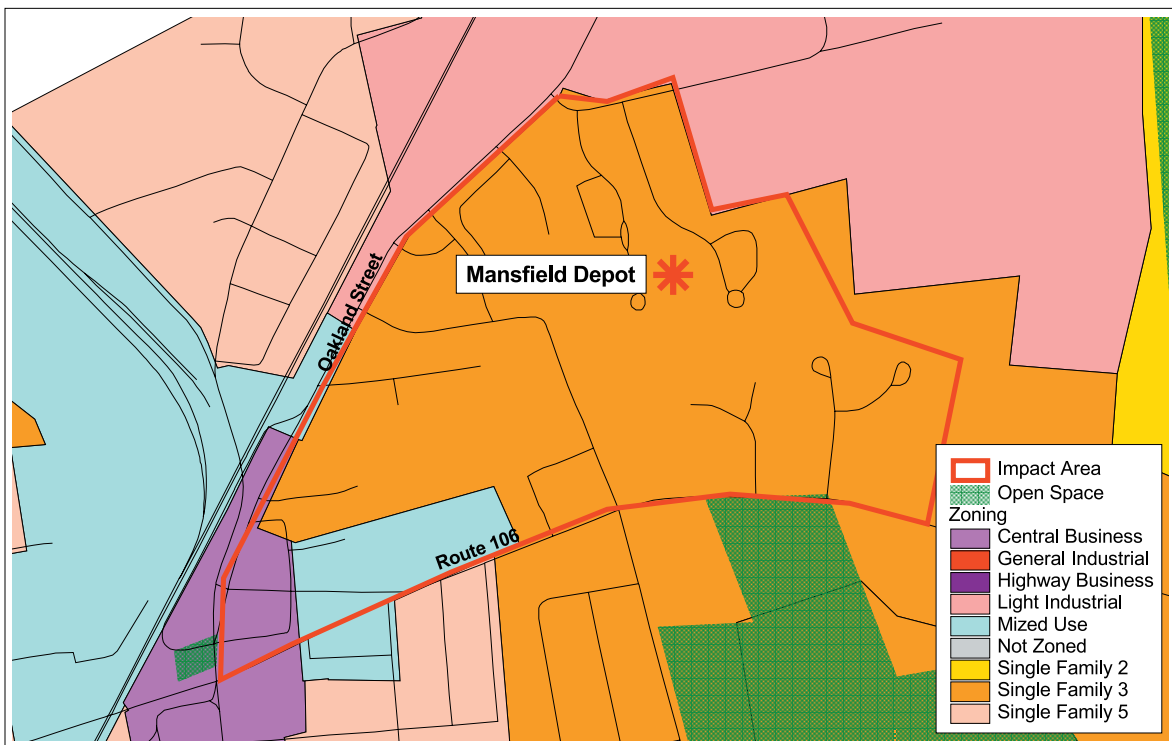 Oakland Street
Mansfield Depot
Route 106
Impact Area
Open Space
Zoning
Central Business
General Industrial
Highway Business
Light Industrial
Mized Use
Not Zoned
Single Family 2
Single Family 3
Single Family 5